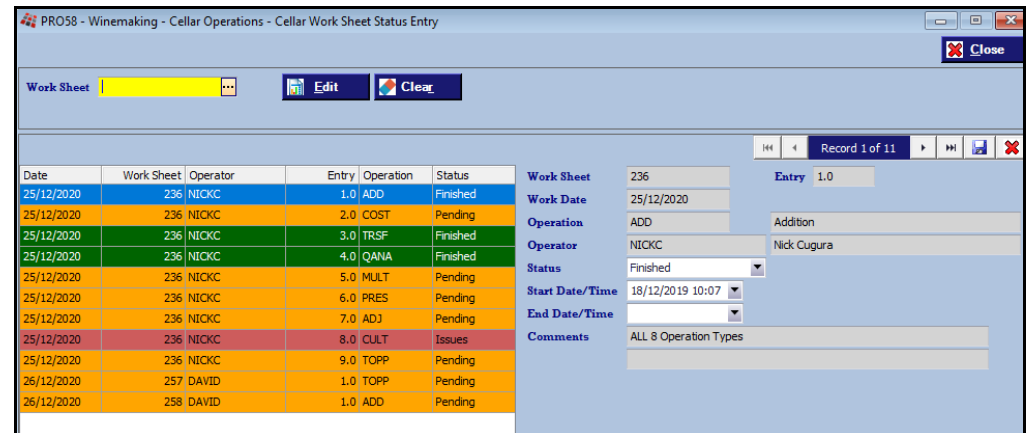 PRO58 - Winemaking - Cellar Operations - Cellar Work Sheet Status Entry
Close
Work Sheet ... Edit Clear
Record 1 of 11
Date Work Sheet Operator Entry Operation Status
25/12/2020 236 NICKC 1.0 ADD Finished
25/12/2020 236 NICKC 2.0 COST Pending
25/12/2020 236 NICKC 3.0 TRSF Finished
25/12/2020 236 NICKC 4.0 QANA Finished
25/12/2020 236 NICKC 5.0 MULT Pending
25/12/2020 236 NICKC 6.0 PRES Pending
25/12/2020 236 NICKC 7.0 ADJ Pending
25/12/2020 236 NICKC 8.0 CULT Issues
25/12/2020 236 NICKC 9.0 TOPP Pending
26/12/2020 257 DAVID 1.0 TOPP Pending
26/12/2020 258 DAVID 1.0 ADD Pending
Work Sheet 236 Entry 1.0
Work Date 25/12/2020
Operation ADD Addition
Operator NICKC Nick Cugura
Status Finished
Start Date/Time 18/12/2019 10:07
End Date/Time
Comments ALL 8 Operation Types